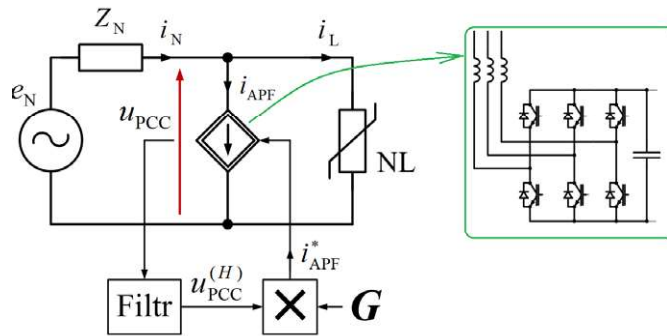 Z_N
i_N
i_L
e_N
u_PCC
i_APF
NL
i*_APF
Filtr
u_PCC^(H)
×
G